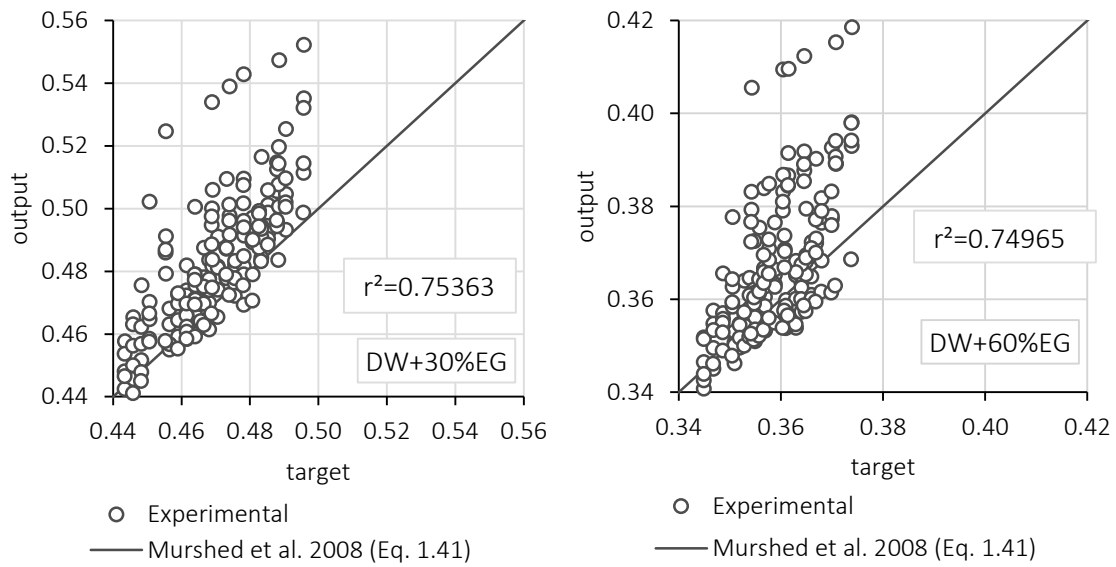 0.56
0.54
0.52
0.50
0.48
0.46
0.44
output
r²=0.75363
DW+30%EG
0.44 0.46 0.48 0.50 0.52 0.54 0.56
target
Experimental
Murshed et al. 2008 (Eq. 1.41)
0.42
0.40
0.38
0.36
0.34
output
r²=0.74965
DW+60%EG
0.34 0.36 0.38 0.40 0.42
target
Experimental
Murshed et al. 2008 (Eq. 1.41)